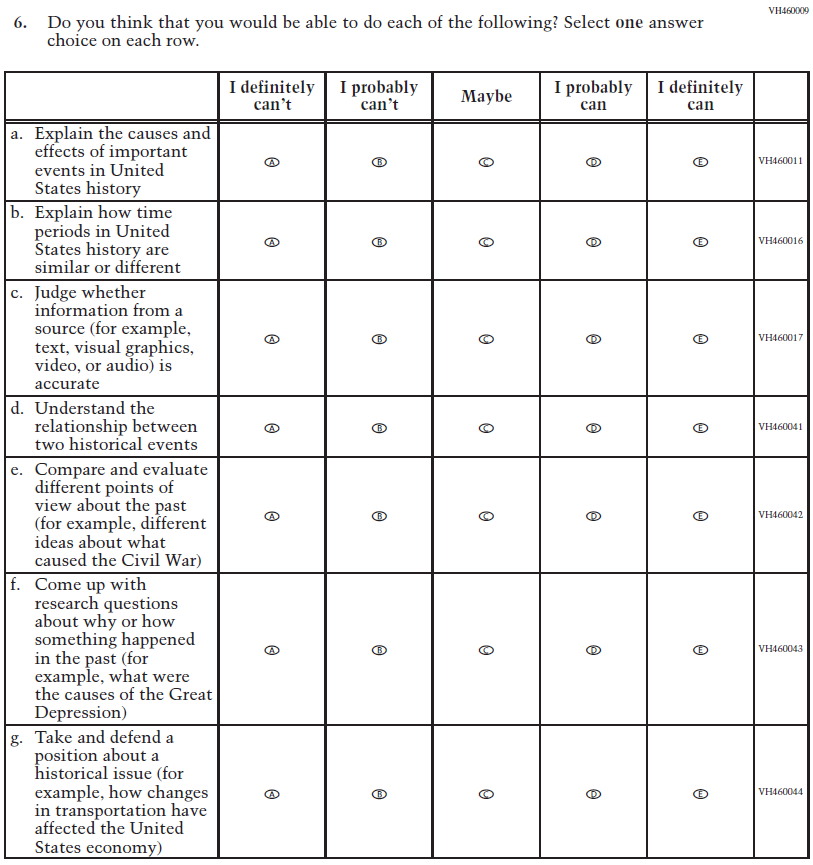 VH460009
6. Do you think that you would be able to do each of the following? Select one answer
choice on each row.
I definitely can't I probably can't Maybe I probably can I definitely can
a. Explain the causes and
effects of important
events in United
States history
A B C D E VH460011
b. Explain how time
periods in United
States history are
similar or different
A B C D E VH460016
c. Judge whether
information from a
source (for example,
text, visual graphics,
video, or audio) is
accurate
A B C D E VH460017
d. Understand the
relationship between
two historical events
A B C D E VH460041
e. Compare and evaluate
different points of
view about the past
(for example, different
ideas about what
caused the Civil War)
A B C D E VH460042
f. Come up with
research questions
about why or how
something happened
in the past (for
example, what were
the causes of the Great
Depression)
A B C D E VH460043
g. Take and defend a
position about a
historical issue (for
example, how changes
in transportation have
affected the United
States economy)
A B C D E VH460044